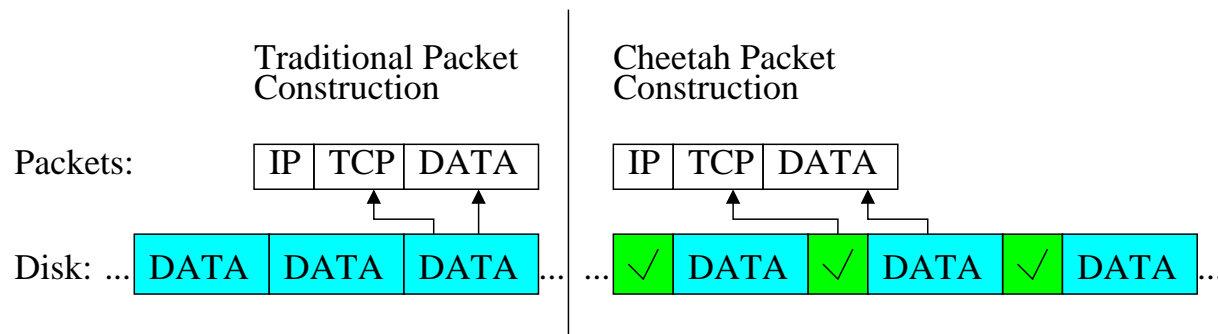 Traditional Packet
Construction
Cheetah Packet
Construction
Packets: IP TCP DATA IP TCP DATA
Disk: ... DATA DATA DATA ... ... ✓ DATA ✓ DATA ✓ DATA ...